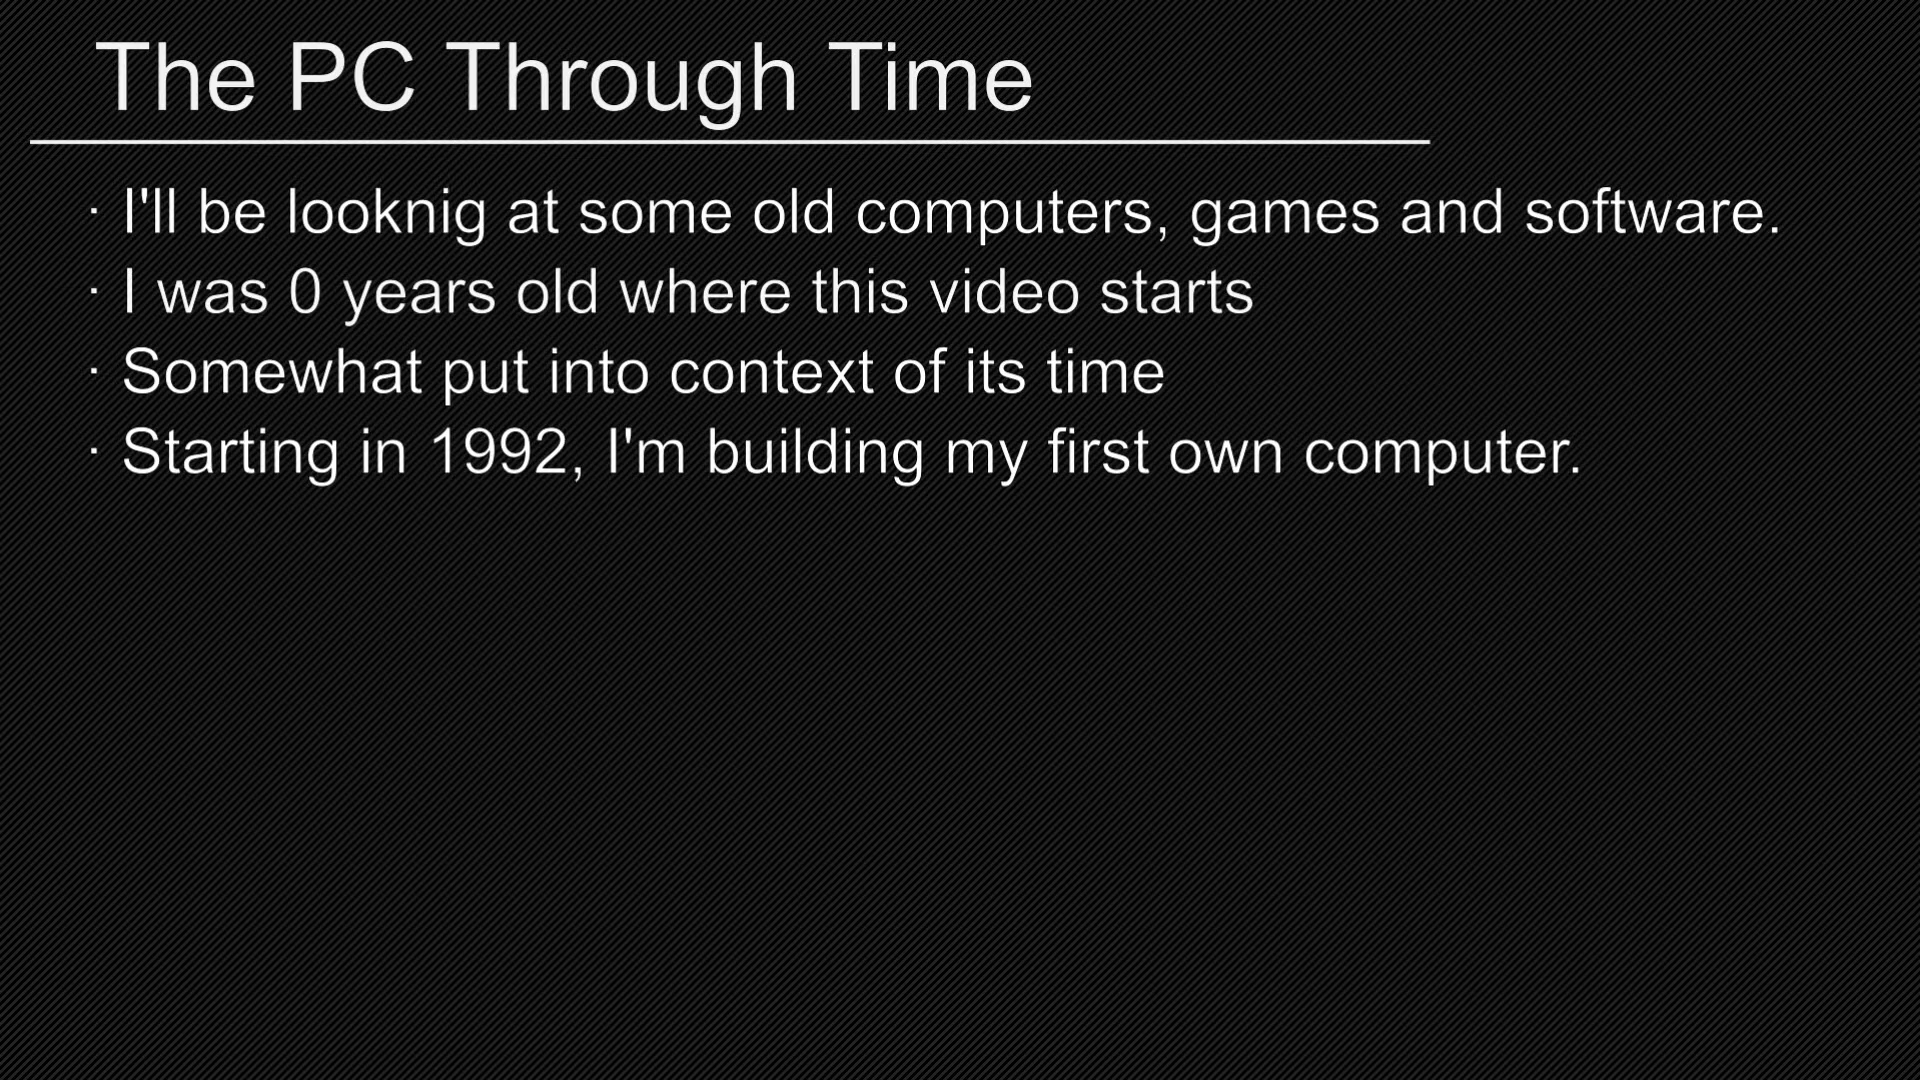 The PC Through Time
· I'll be looknig at some old computers, games and software.
· I was 0 years old where this video starts
· Somewhat put into context of its time
· Starting in 1992, I'm building my first own computer.